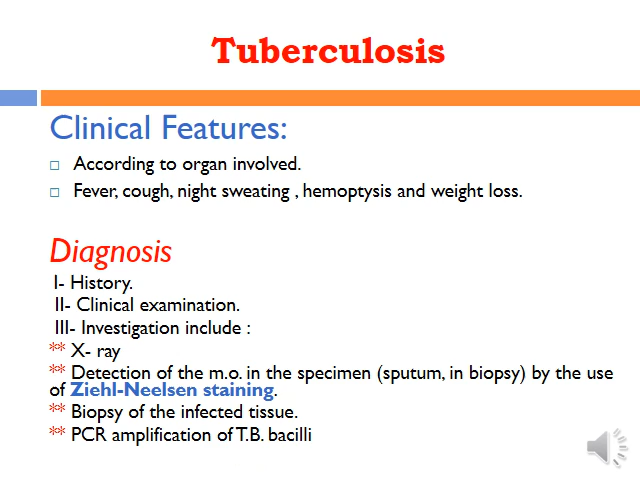 Tuberculosis
Clinical Features:
□ According to organ involved.
□ Fever, cough, night sweating , hemoptysis and weight loss.
Diagnosis
I- History.
II- Clinical examination.
III- Investigation include :
** X- ray
** Detection of the m.o. in the specimen (sputum, in biopsy) by the use
of Ziehl-Neelsen staining.
** Biopsy of the infected tissue.
** PCR amplification of T.B. bacilli